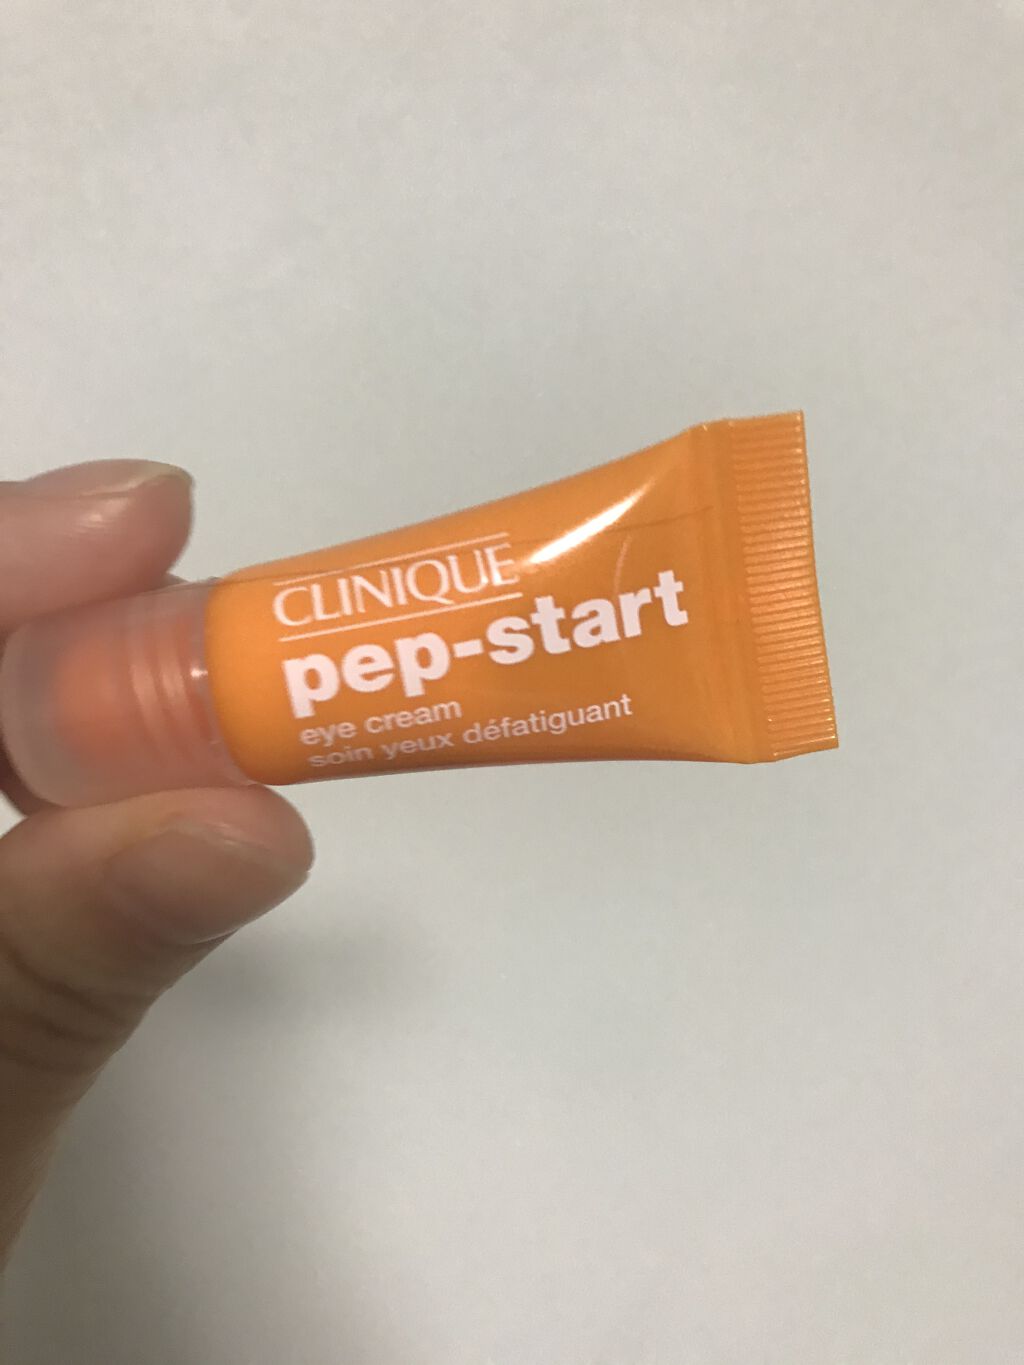 CLINIQUE
pep-start
eye cream
soin yeux défatiguant